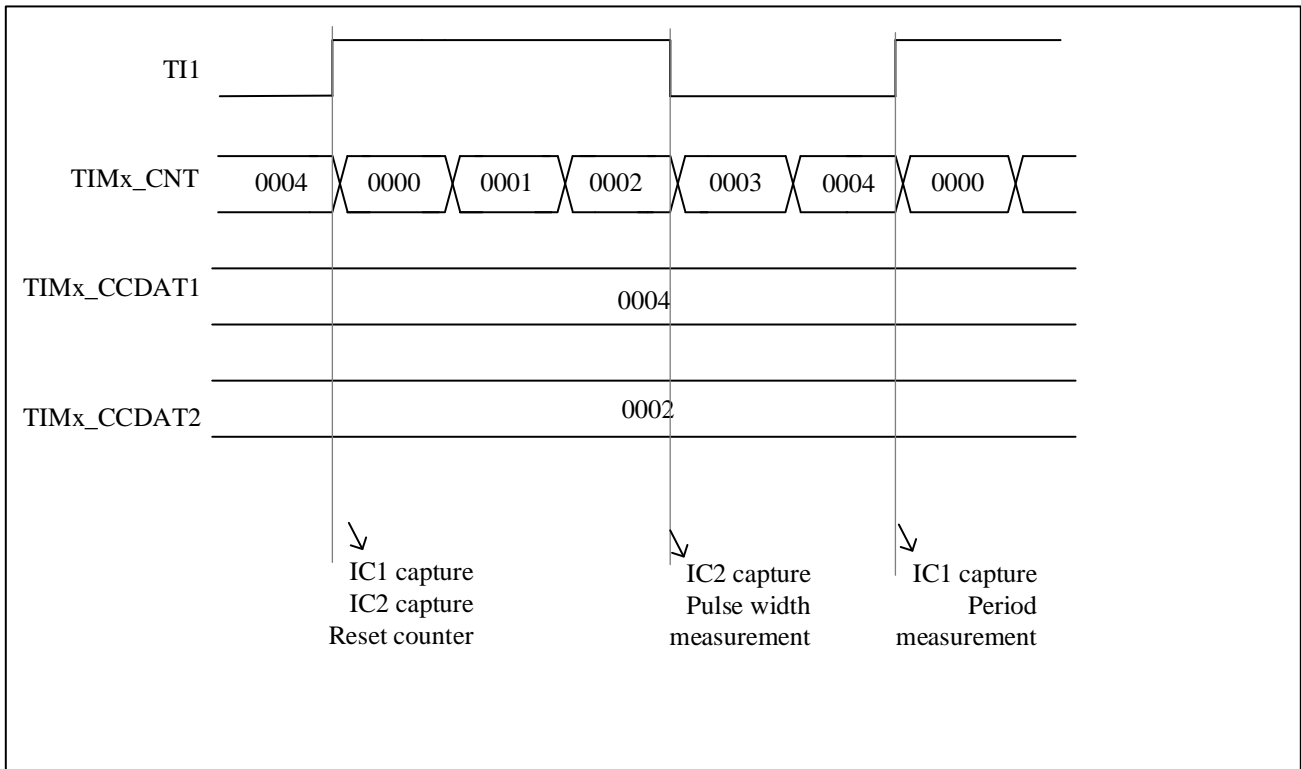 TI1
TIMx_CNT
0004 0000 0001 0002 0003 0004 0000
TIMx_CCDAT1
0004
TIMx_CCDAT2
0002
IC1 capture
IC2 capture
Reset counter
IC2 capture
Pulse width
measurement
IC1 capture
Period
measurement